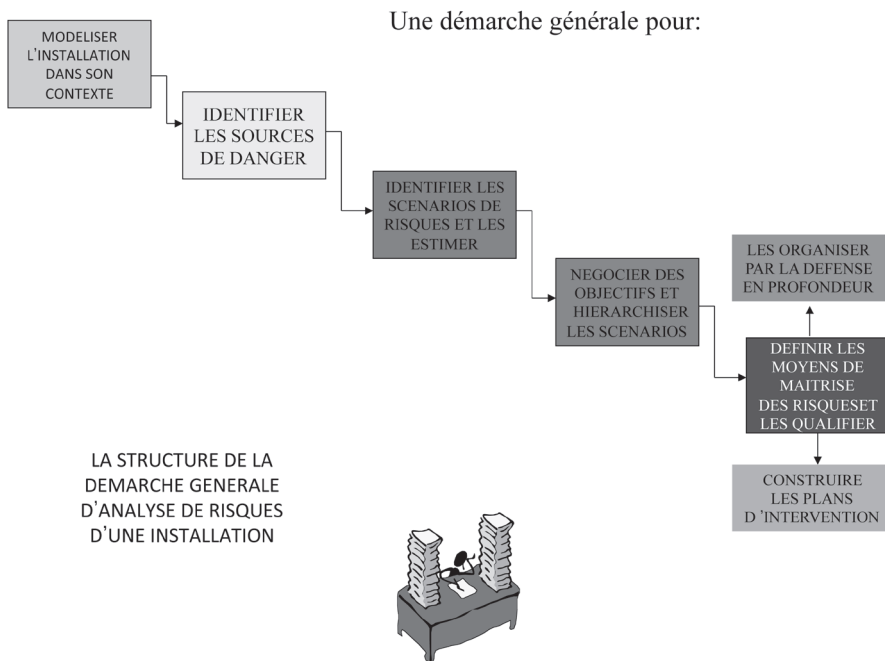 Une démarche générale pour:
MODELISER
L'INSTALLATION
DANS SON
CONTEXTE
IDENTIFIER
LES SOURCES
DE DANGER
IDENTIFIER LES
SCENARIOS DE
RISQUES ET LES
ESTIMER
NEGOCIER DES
OBJECTIFS ET
HIERARCHISER
LES SCENARIOS
LES ORGANISER
PAR LA DEFENSE
EN PROFONDEUR
DEFINIR LES
MOYENS DE
MAITRISE
DES RISQUESET
LES QUALIFIER
CONSTRUIRE
LES PLANS
D 'INTERVENTION
LA STRUCTURE DE LA
DEMARCHE GENERALE
D'ANALYSE DE RISQUES
D'UNE INSTALLATION